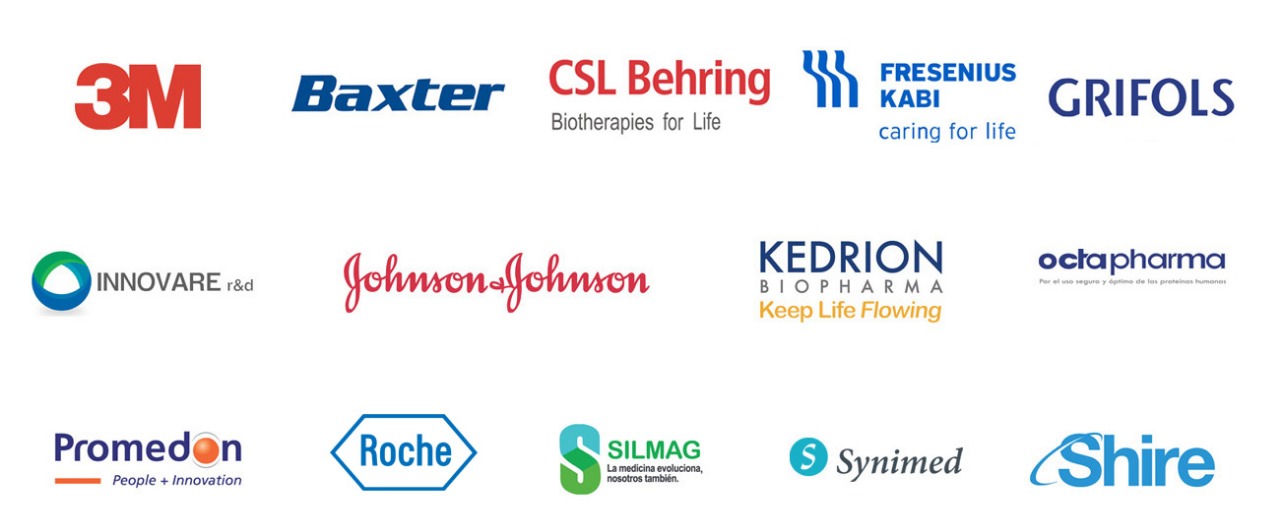 3M
Baxter
CSL Behring
Biotherapies for Life
FRESENIUS
KABI
caring for life
GRIFOLS
INNOVARE r&d
Johnson&Johnson
KEDRION
BIOPHARMA
Keep Life Flowing
octapharma
Por el uso seguro y óptimo de las proteínas humanas
Promedon
People + Innovation
Roche
SILMAG
La medicina evoluciona,
nosotros también.
S Synimed
Shire